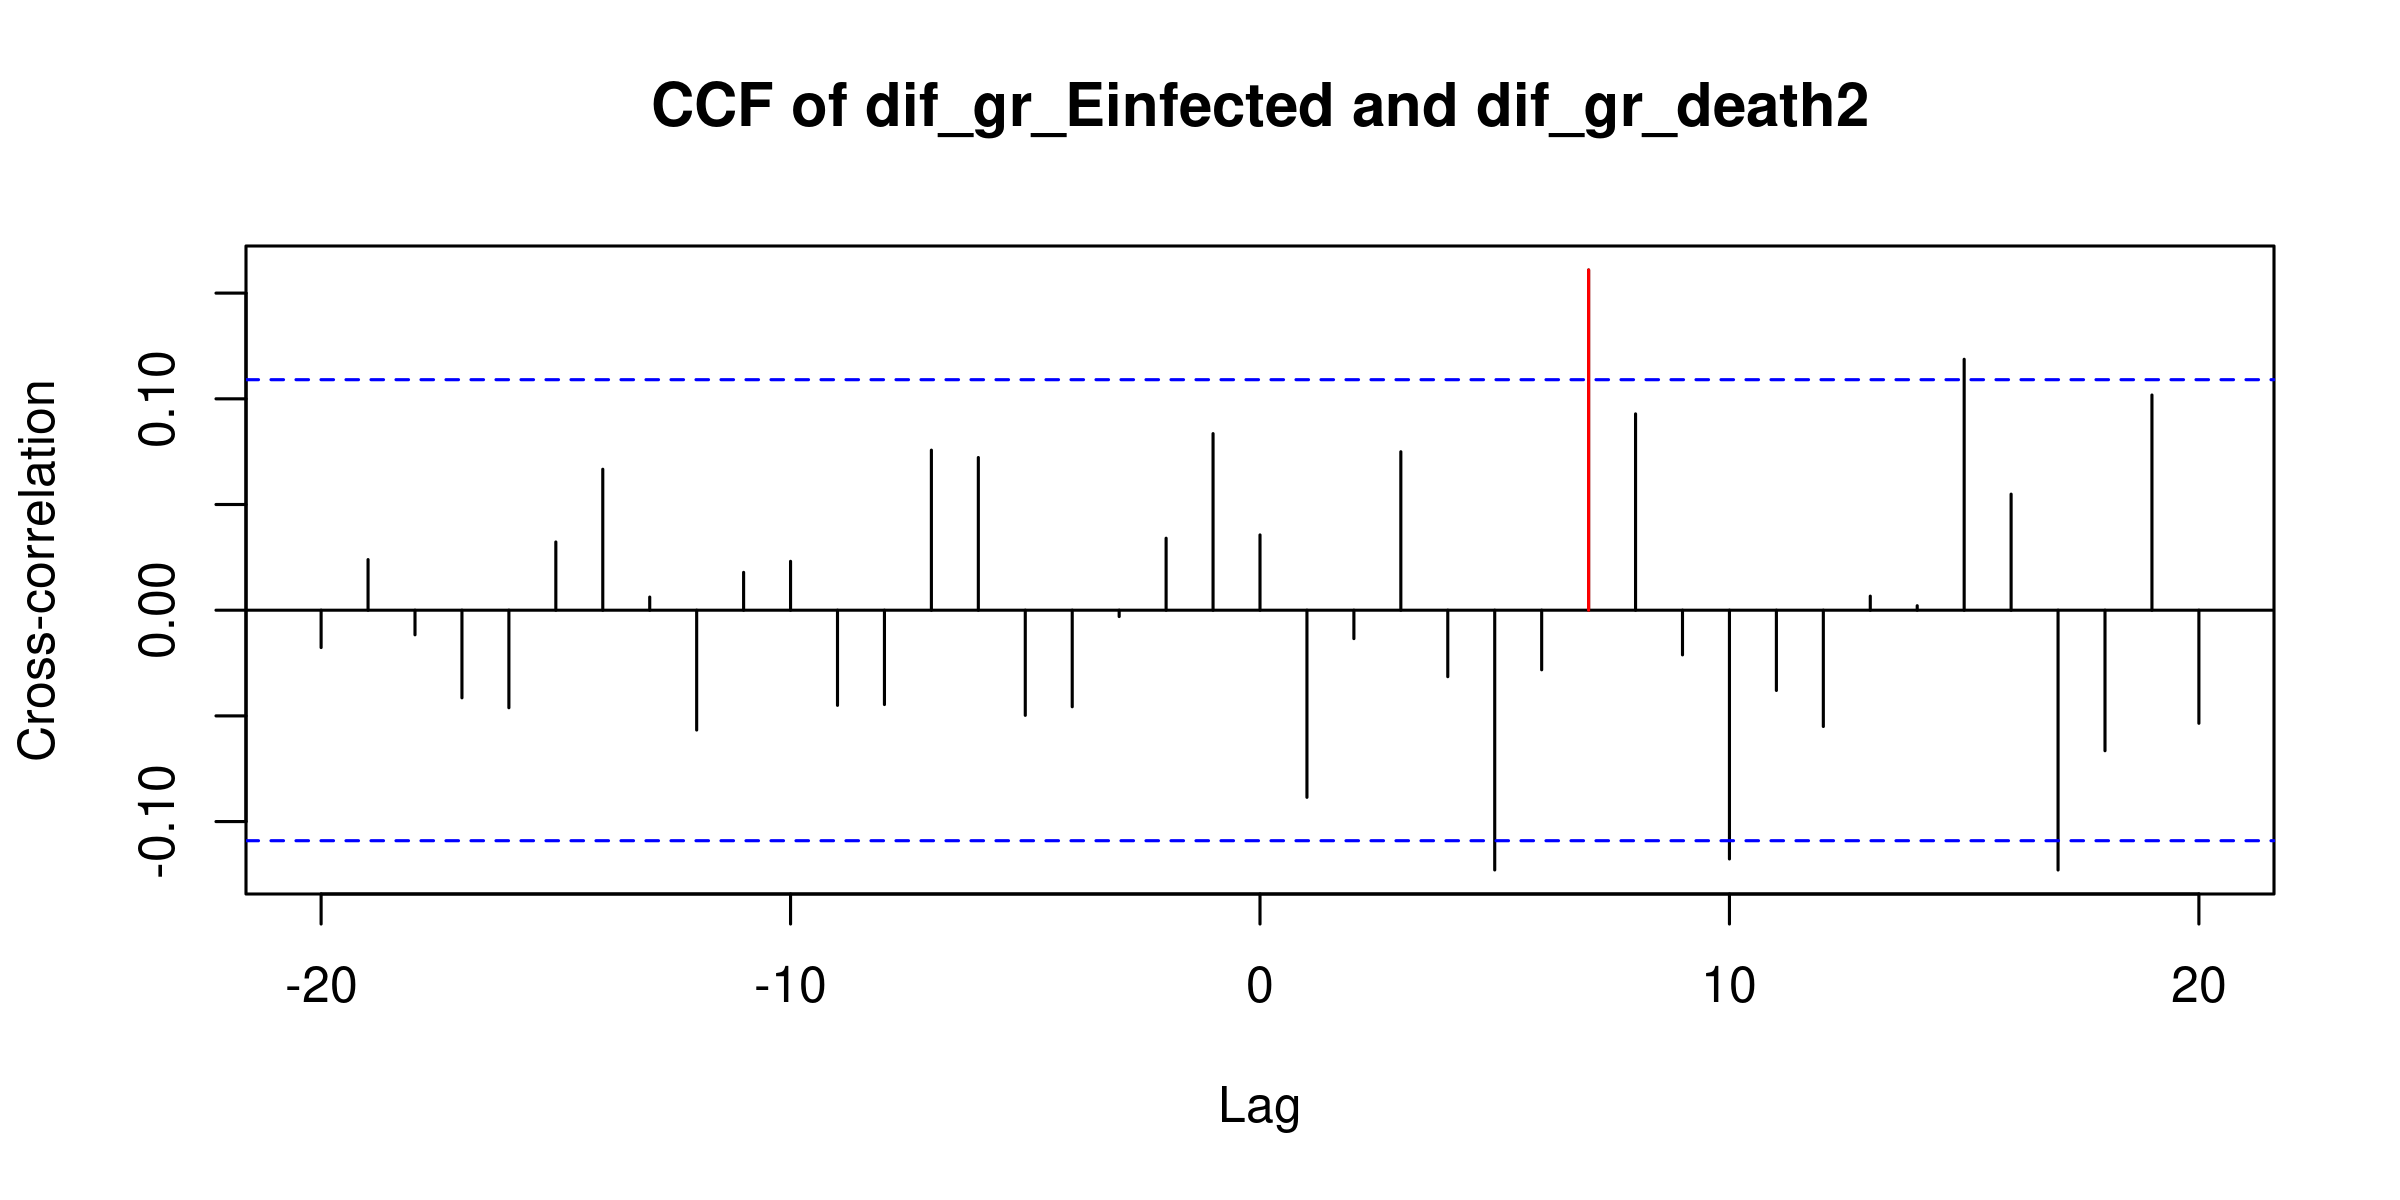 CCF of dif_gr_Einfected and dif_gr_death2
Cross-correlation
0.10
0.00
-0.10
-20 -10 0 10 20
Lag